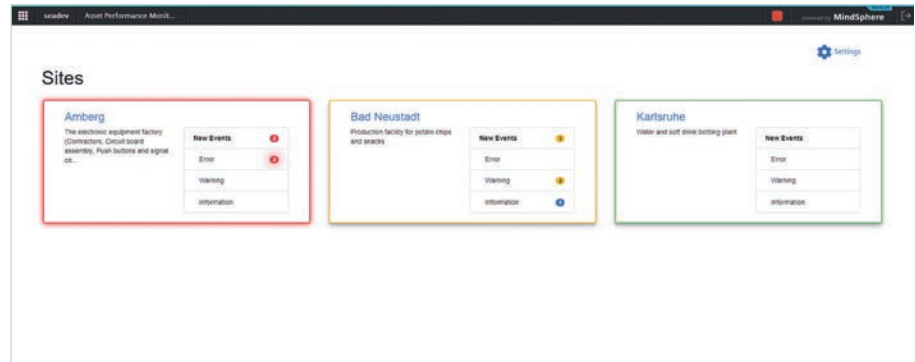 seadev Asset Performance Monit...
powered by MindSphere
Settings
Sites
Amberg
The electronic equipment factory
(Contractors, Circuit board
assembly, Push buttons and signal
co...
New Events
Error
Warning
Information
Bad Neustadt
Production facility for potato chips
and snacks
New Events
Error
Warning
Information
Karlsruhe
Water and soft drink bottling plant
New Events
Error
Warning
Information